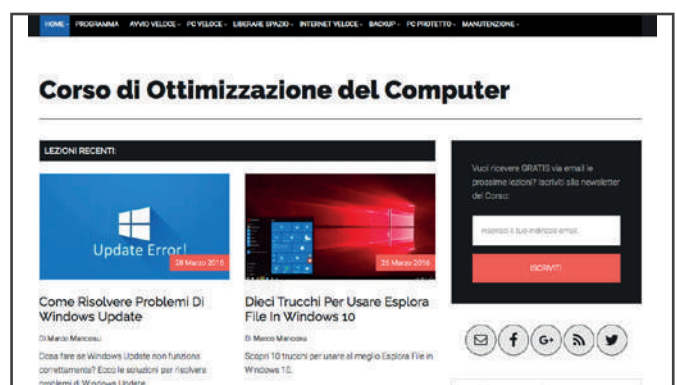 HOME PROGRAMMA AVVIO VELOCE PC VELOCE LIBERARE SPAZIO INTERNET VELOCE BACKUP PC PROTETTO MANUTENZIONE
Corso di Ottimizzazione del Computer
LEZIONI RECENTI:
Update Error!
28 Marzo 2016
Come Risolvere Problemi Di
Windows Update
Di Marco Mancosu
Cosa fare se Windows Update non funziona
correttamente? Ecco le soluzioni per risolvere
problemi di Windows Update
Marzo 2016
Dieci Trucchi Per Usare Esplora
File In Windows 10
Di Marco Mancosu
Scopri 10 trucchi per usare al meglio Esplora File in
Windows 10.
Vuoi ricevere GRATIS via email le
prossime lezioni? Iscriviti alla newsletter
del Corso:
Inserisci il tuo indirizzo email
ISCRIVITI